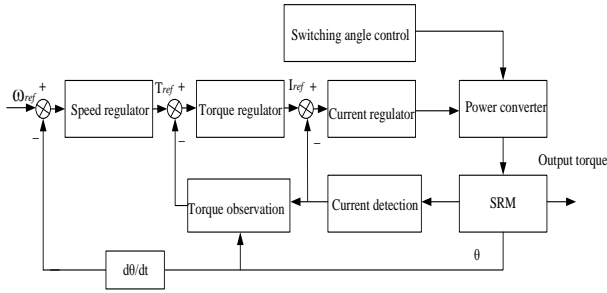 Switching angle control
ωref
+
Tref
+
Iref
+
Speed regulator
Torque regulator
Current regulator
Power converter
−
−
−
Output torque
Torque observation
Current detection
SRM
θ
dθ/dt